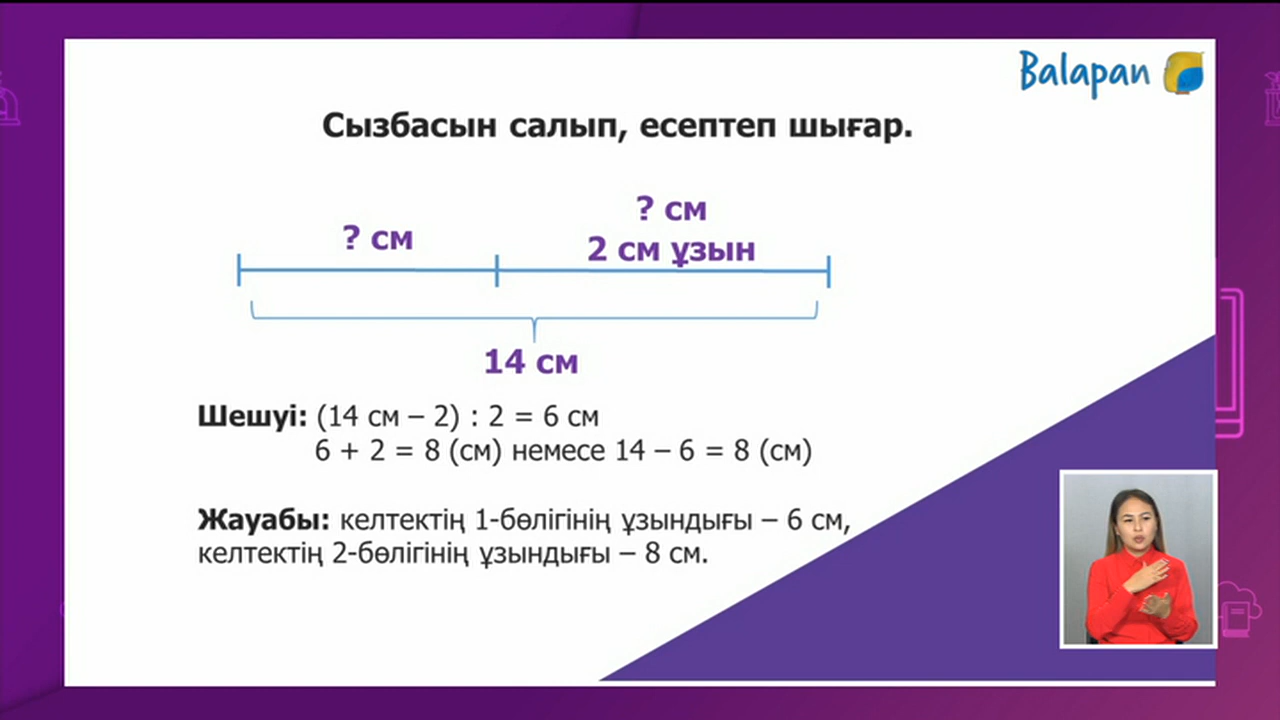 Balapan
Сызбасын салып, есептеп шығар.
? см
? см
2 см ұзын
14 см
Шешуі: (14 см – 2) : 2 = 6 см
6 + 2 = 8 (см) немесе 14 – 6 = 8 (см)
Жауабы: келтектің 1-бөлігінің ұзындығы – 6 см,
келтектің 2-бөлігінің ұзындығы – 8 см.